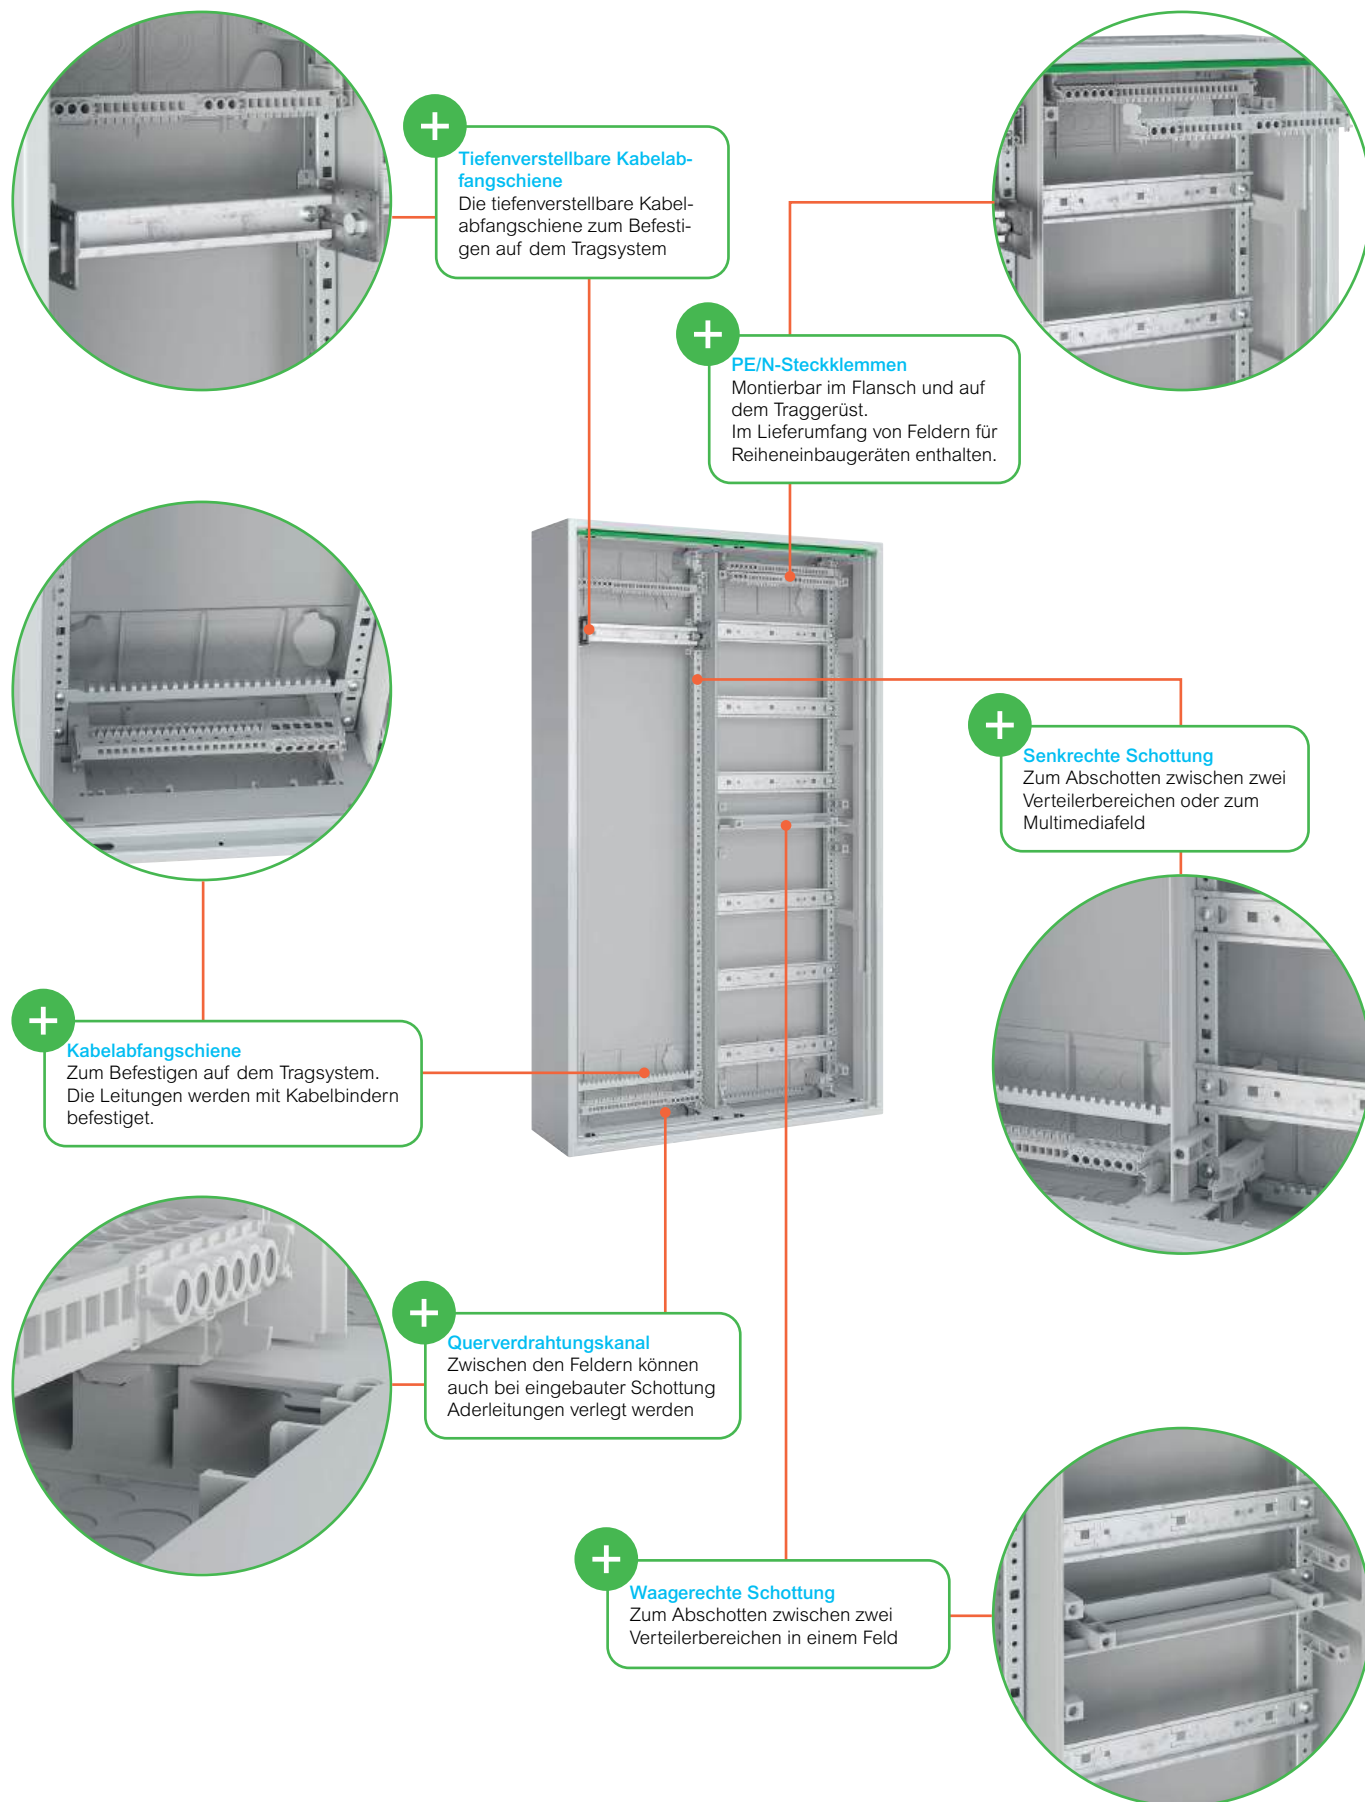 Tiefenverstellbare Kabelab-
fangschiene
Die tiefenverstellbare Kabel-
abfangschiene zum Befesti-
gen auf dem Tragsystem
PE/N-Steckklemmen
Montierbar im Flansch und auf
dem Traggerüst.
Im Lieferumfang von Feldern für
Reiheneinbaugeräten enthalten.
Senkrechte Schottung
Zum Abschotten zwischen zwei
Verteilerbereichen oder zum
Multimediafeld
Kabelabfangschiene
Zum Befestigen auf dem Tragsystem.
Die Leitungen werden mit Kabelbindern
befestiget.
Querverdrahtungskanal
Zwischen den Feldern können
auch bei eingebauter Schottung
Aderleitungen verlegt werden
Waagerechte Schottung
Zum Abschotten zwischen zwei
Verteilerbereichen in einem Feld